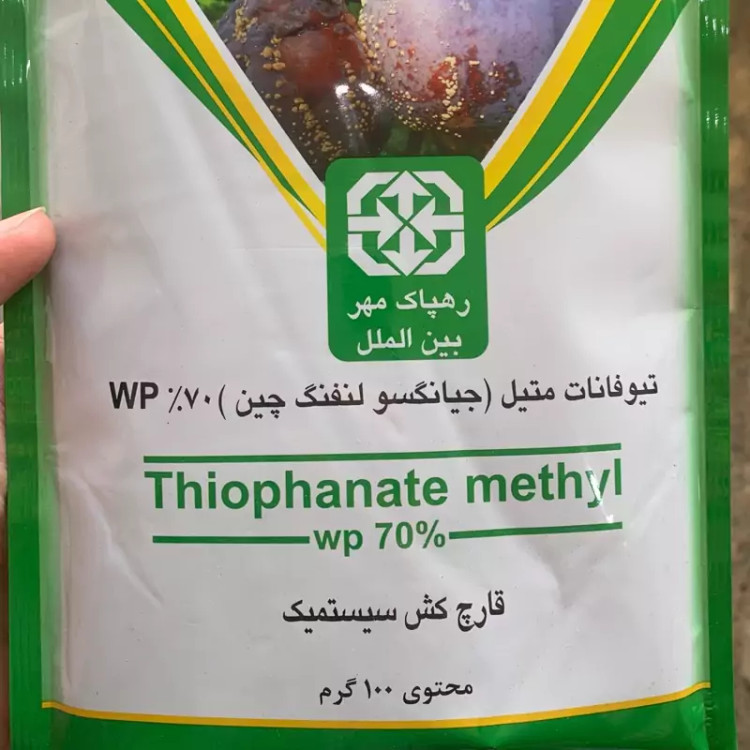 رهپاک مهر
بین الملل
تیوفانات متیل (جیانگسو لنفنگ چین )۷۰٪ WP
Thiophanate methyl
wp 70%
قارچ کش سیستمیک
محتوی ۱۰۰ گرم